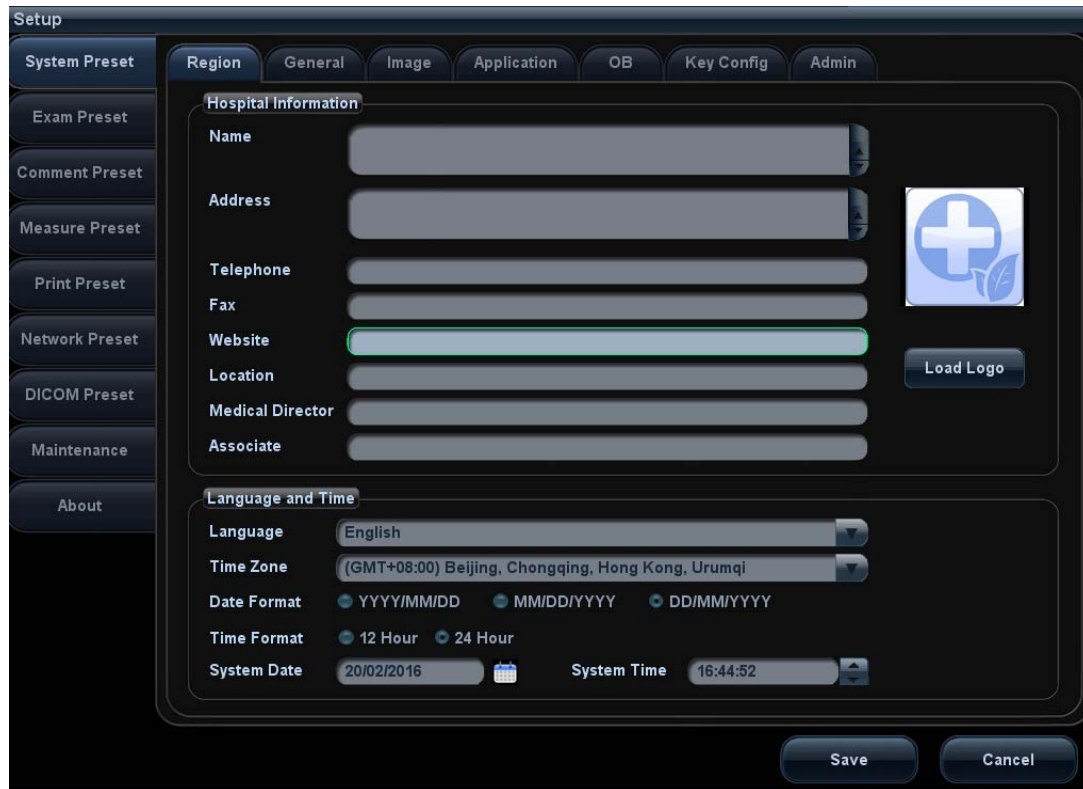 Setup
System Preset
Exam Preset
Comment Preset
Measure Preset
Print Preset
Network Preset
DICOM Preset
Maintenance
About
Region General Image Application OB Key Config Admin
Hospital Information
Name
Address
Telephone
Fax
Website
Location
Medical Director
Associate
Load Logo
Language and Time
Language English
Time Zone (GMT+08:00) Beijing, Chongqing, Hong Kong, Urumqi
Date Format YYYY/MM/DD MM/DD/YYYY DD/MM/YYYY
Time Format 12 Hour 24 Hour
System Date 20/02/2016 System Time 16:44:52
Save Cancel